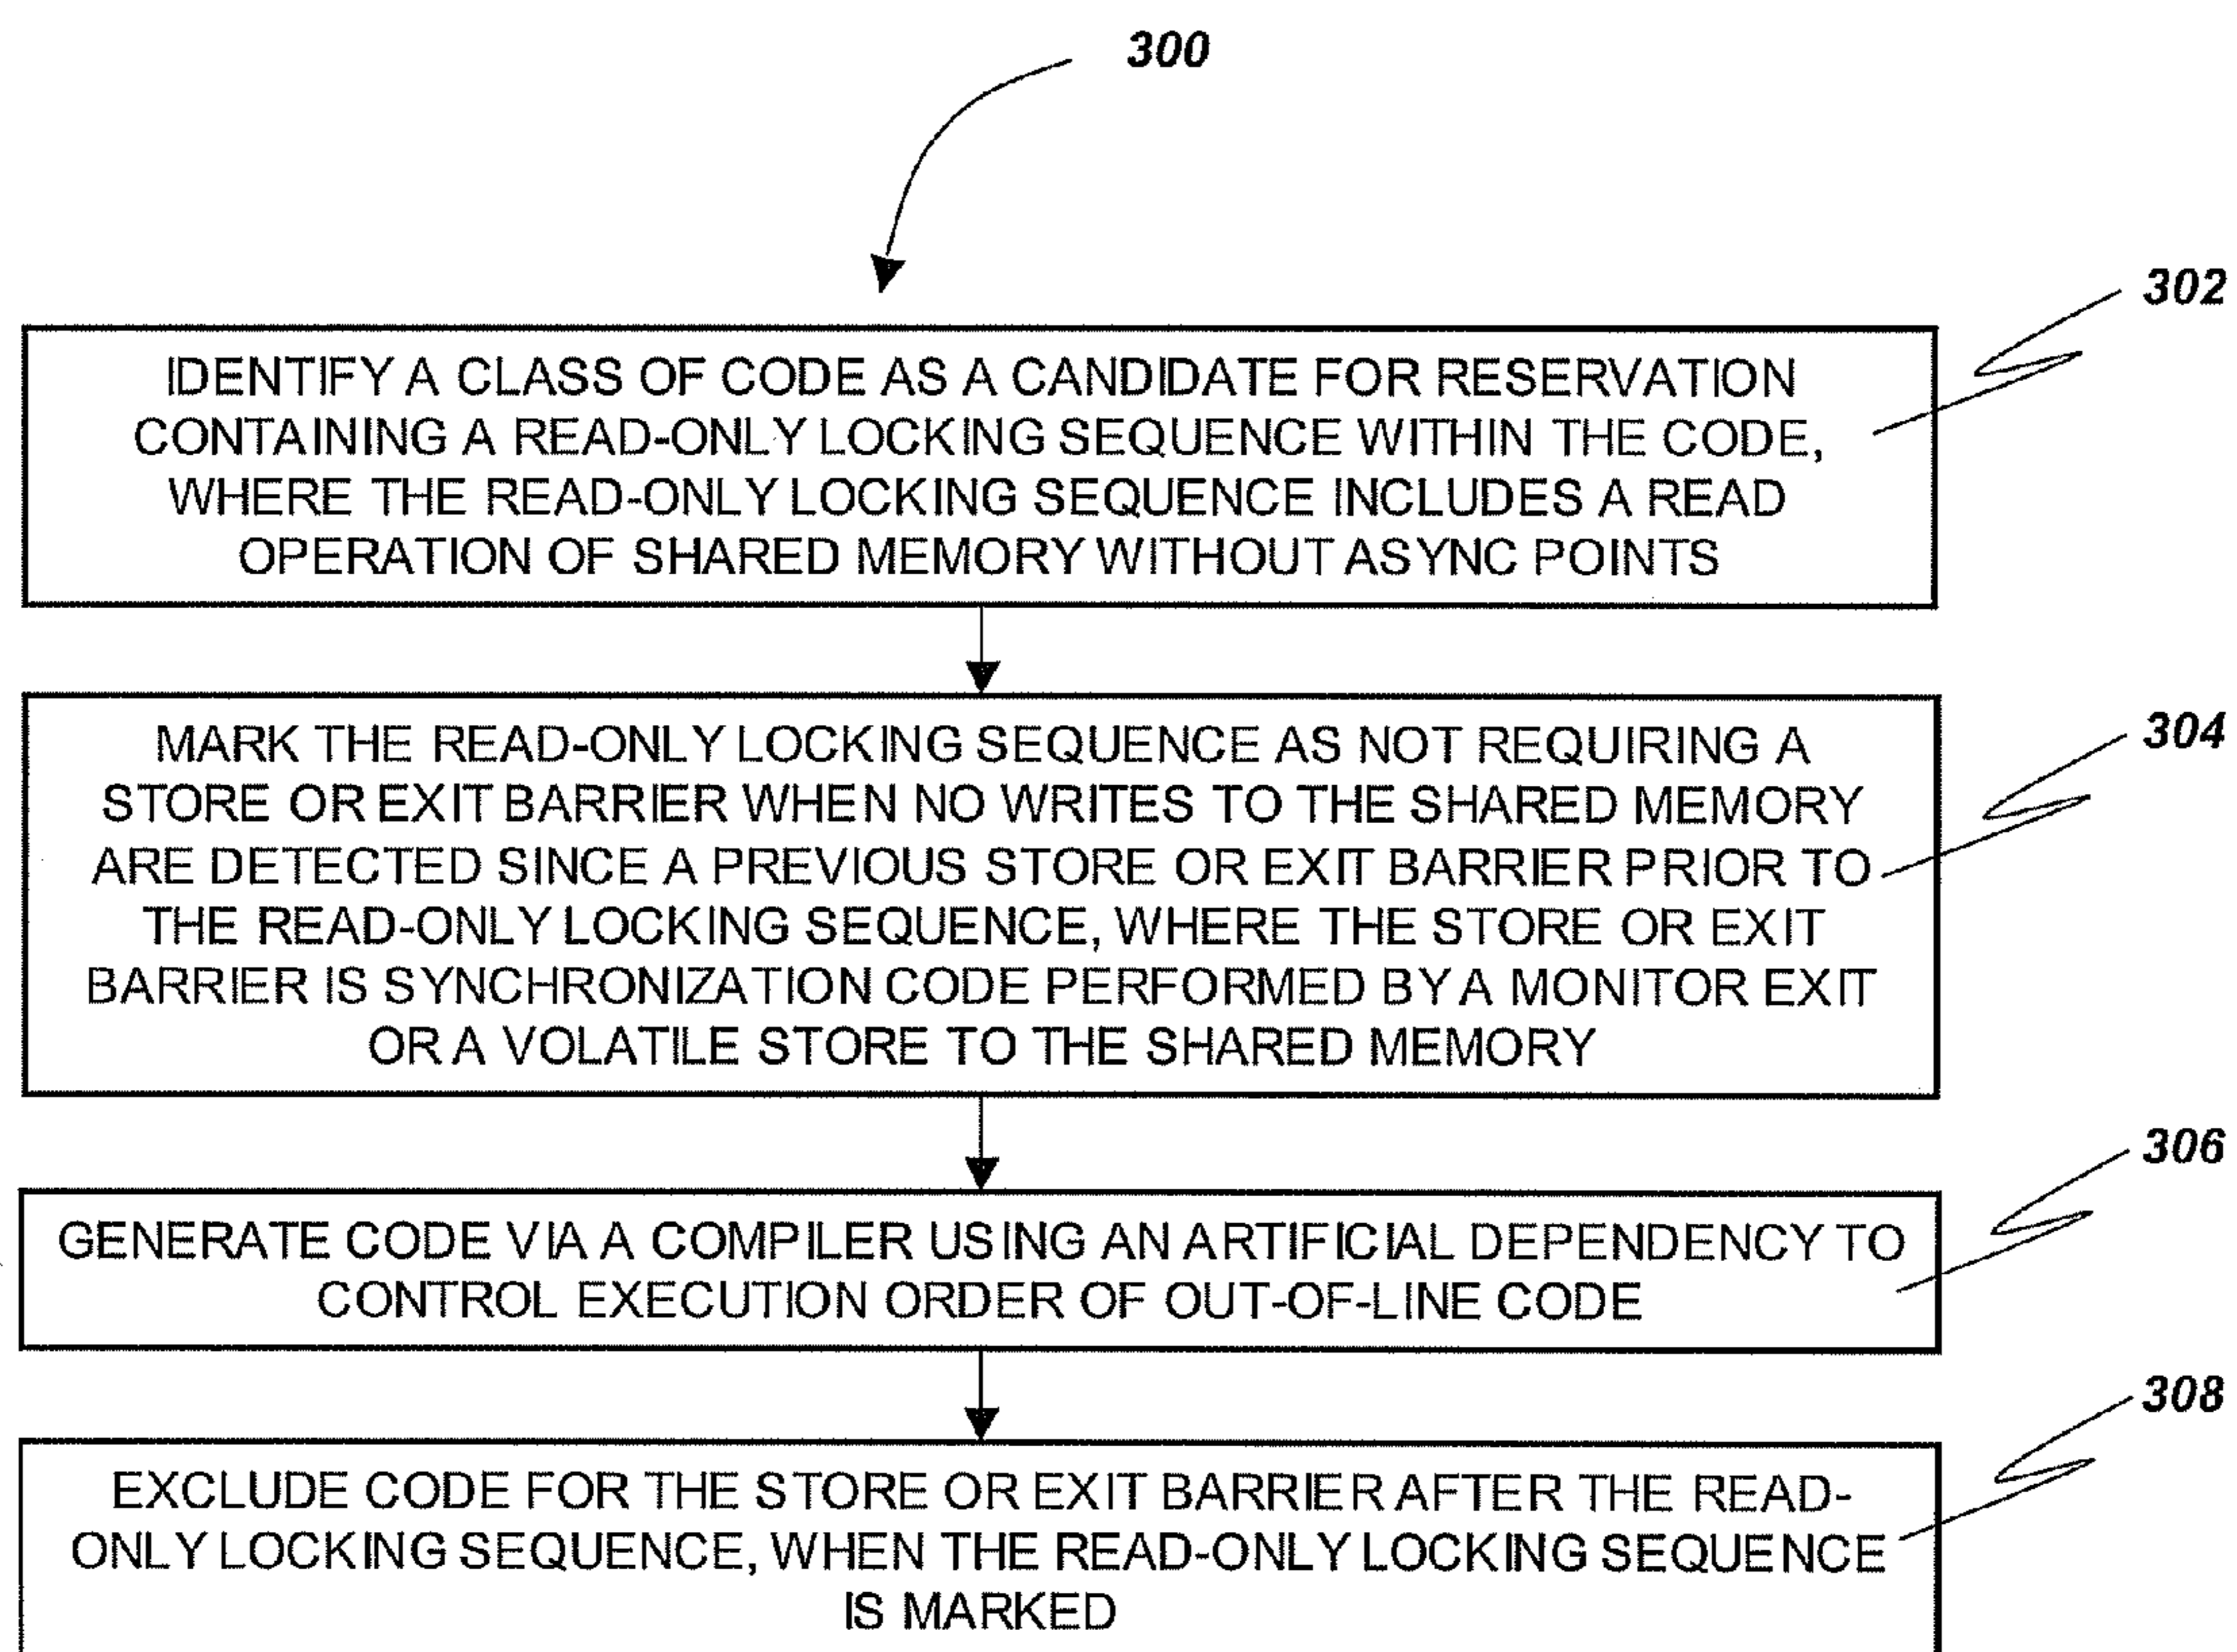 300
302
IDENTIFY A CLASS OF CODE AS A CANDIDATE FOR RESERVATION
CONTAINING A READ-ONLY LOCKING SEQUENCE WITHIN THE CODE,
WHERE THE READ-ONLY LOCKING SEQUENCE INCLUDES A READ
OPERATION OF SHARED MEMORY WITHOUT ASYNC POINTS
304
MARK THE READ-ONLY LOCKING SEQUENCE AS NOT REQUIRING A
STORE OR EXIT BARRIER WHEN NO WRITES TO THE SHARED MEMORY
ARE DETECTED SINCE A PREVIOUS STORE OR EXIT BARRIER PRIOR TO
THE READ-ONLY LOCKING SEQUENCE, WHERE THE STORE OR EXIT
BARRIER IS SYNCHRONIZATION CODE PERFORMED BY A MONITOR EXIT
OR A VOLATILE STORE TO THE SHARED MEMORY
306
GENERATE CODE VIA A COMPILER USING AN ARTIFICIAL DEPENDENCY TO
CONTROL EXECUTION ORDER OF OUT-OF-LINE CODE
308
EXCLUDE CODE FOR THE STORE OR EXIT BARRIER AFTER THE READ-
ONLY LOCKING SEQUENCE, WHEN THE READ-ONLY LOCKING SEQUENCE
IS MARKED